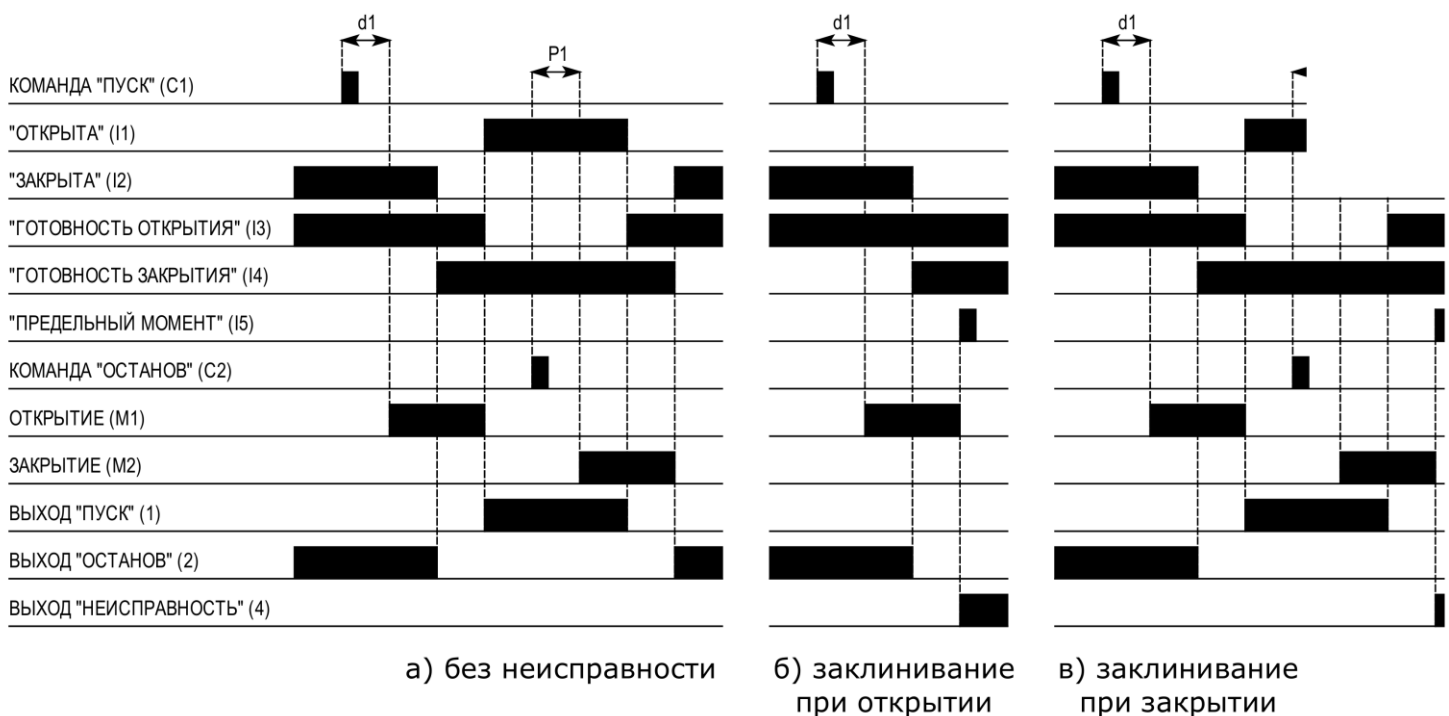 d1
d1
d1
P1
КОМАНДА "ПУСК" (C1)
"ОТКРЫТА" (I1)
"ЗАКРЫТА" (I2)
"ГОТОВНОСТЬ ОТКРЫТИЯ" (I3)
"ГОТОВНОСТЬ ЗАКРЫТИЯ" (I4)
"ПРЕДЕЛЬНЫЙ МОМЕНТ" (I5)
КОМАНДА "ОСТАНОВ" (C2)
ОТКРЫТИЕ (M1)
ЗАКРЫТИЕ (M2)
ВЫХОД "ПУСК" (1)
ВЫХОД "ОСТАНОВ" (2)
ВЫХОД "НЕИСПРАВНОСТЬ" (4)
а) без неисправности
б) заклинивание
при открытии
в) заклинивание
при закрытии